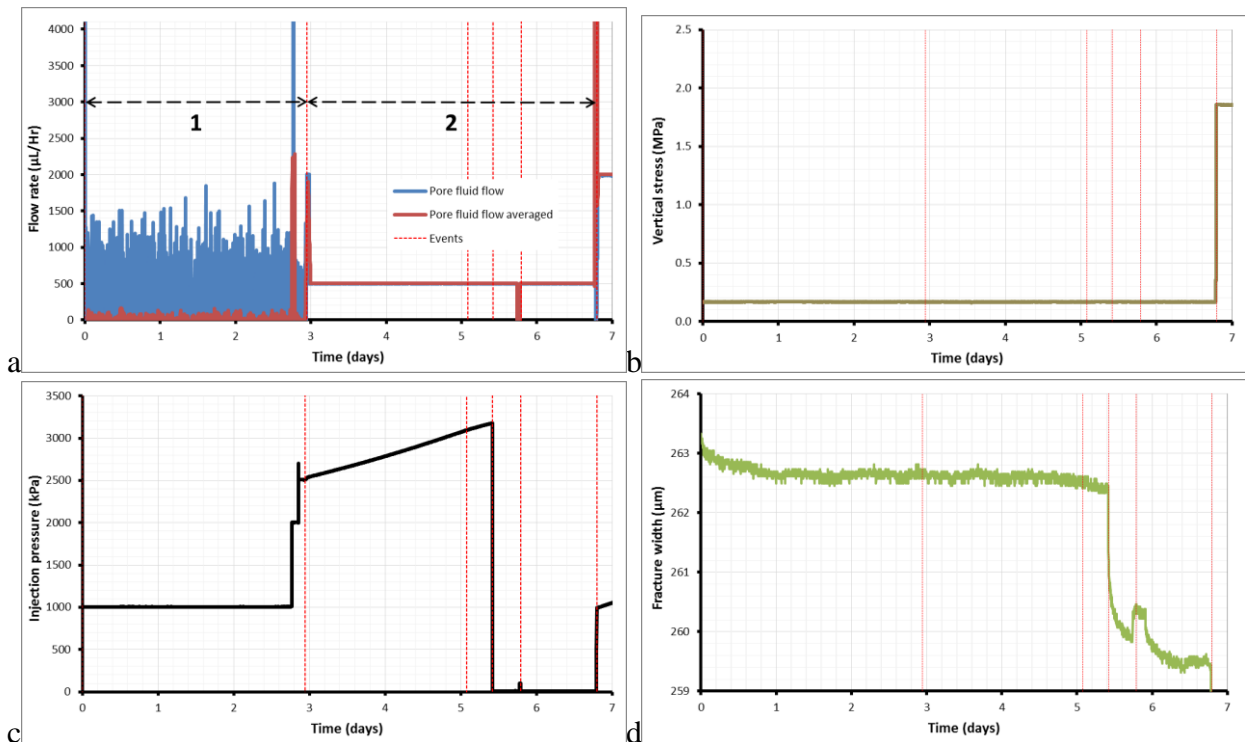 4000
3500
3000
2500
2000
1500
1000
500
0
Flow rate (µL/Hr)
1
2
Pore fluid flow
Pore fluid flow averaged
Events
0 1 2 3 4 5 6 7
Time (days)
a
2.5
2.0
1.5
1.0
0.5
0.0
Vertical stress (MPa)
0 1 2 3 4 5 6 7
Time (days)
b
3500
3000
2500
2000
1500
1000
500
0
Injection pressure (kPa)
0 1 2 3 4 5 6 7
Time (days)
c
264
263
262
261
260
259
Fracture width (µm)
0 1 2 3 4 5 6 7
Time (days)
d